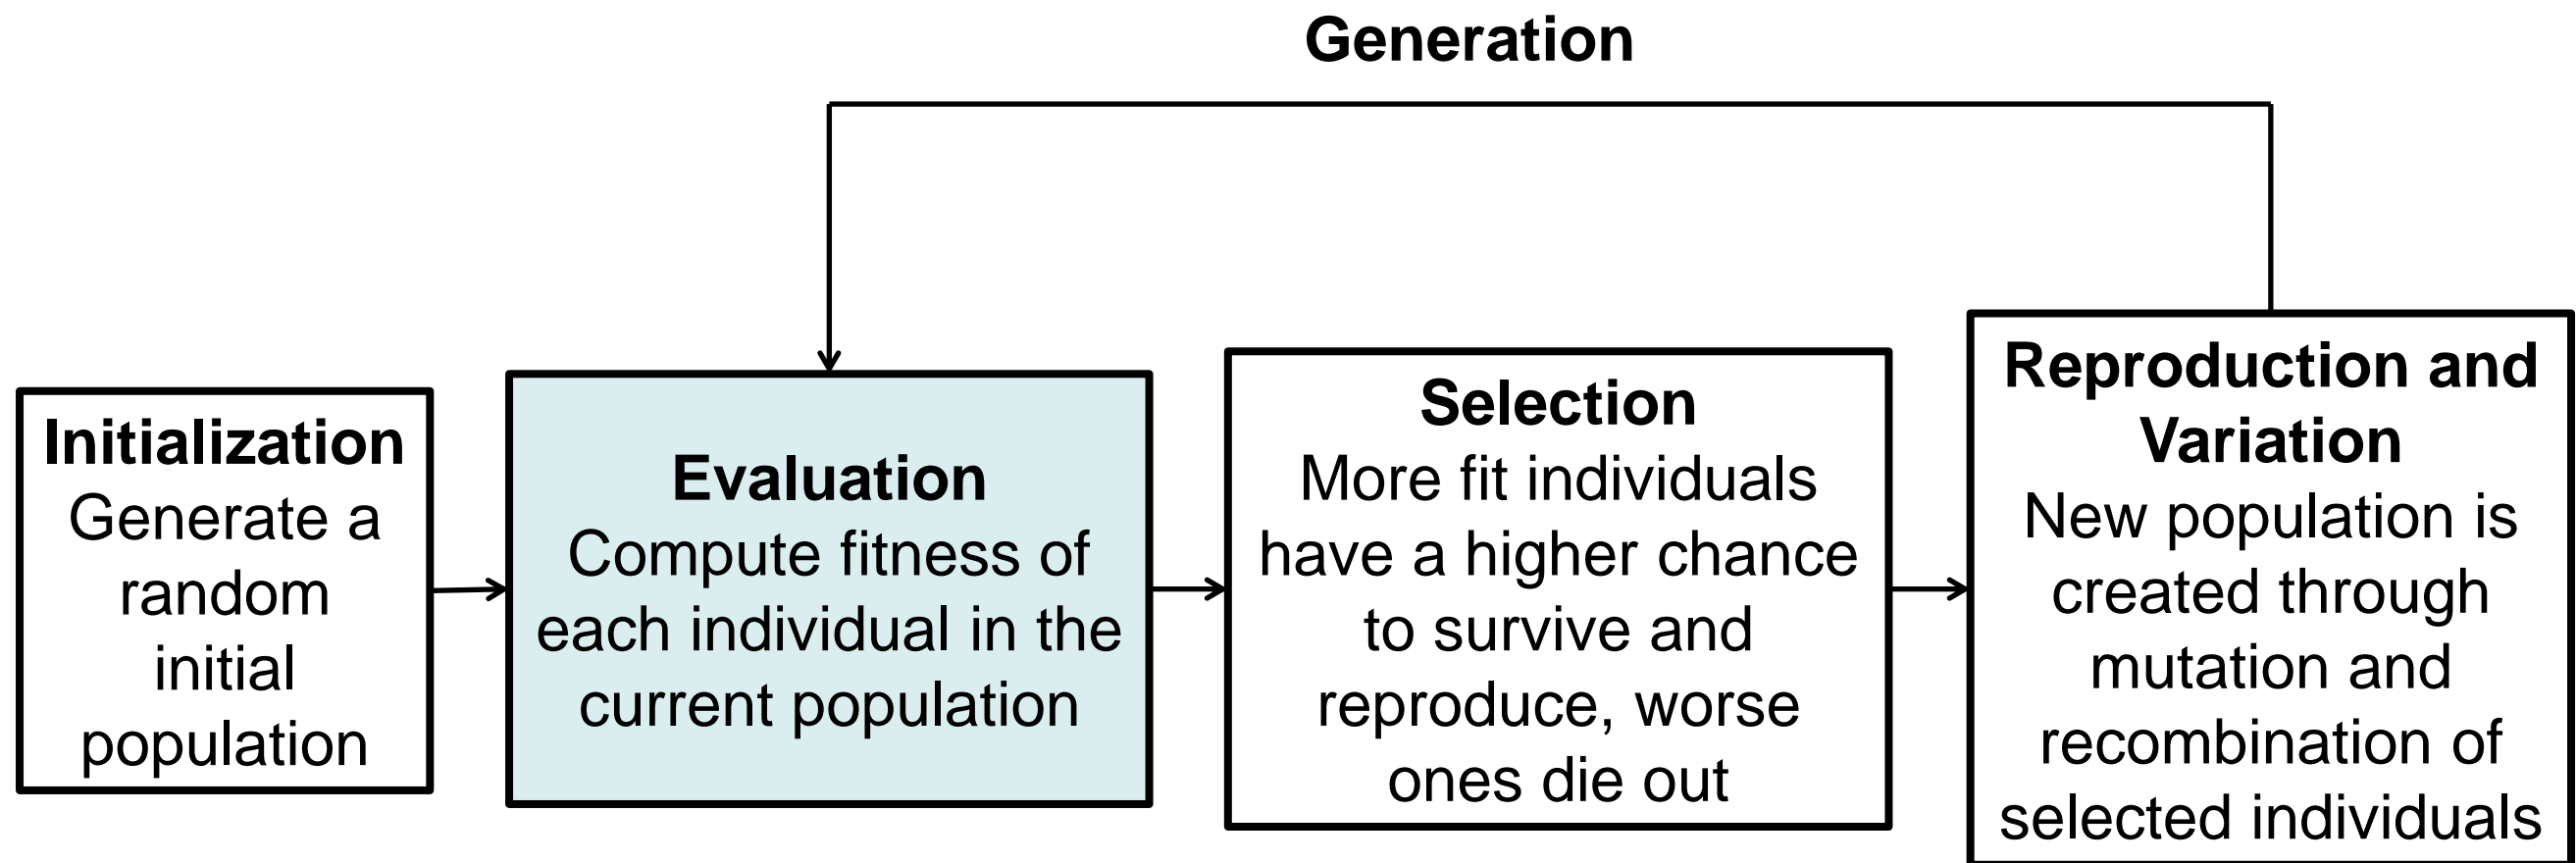 Generation
Initialization
Generate a
random
initial
population
Evaluation
Compute fitness of
each individual in the
current population
Selection
More fit individuals
have a higher chance
to survive and
reproduce, worse
ones die out
Reproduction and
Variation
New population is
created through
mutation and
recombination of
selected individuals